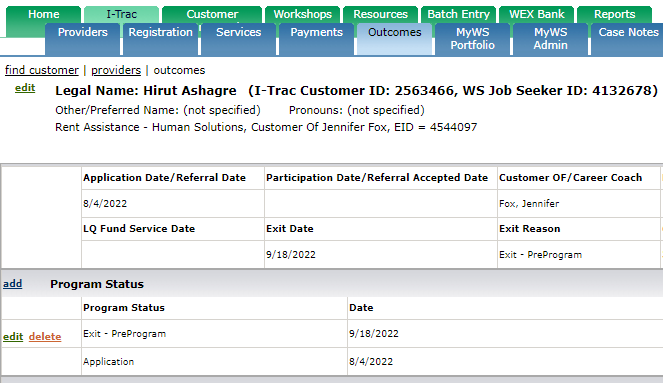 Home I-Trac Customer Workshops Resources Batch Entry WEX Bank Reports
Providers Registration Services Payments Outcomes MyWS Portfolio MyWS Admin Case Notes
find customer | providers | outcomes
edit Legal Name: Hirut Ashagre (I-Trac Customer ID: 2563466, WS Job Seeker ID: 4132678)
Other/Preferred Name: (not specified) Pronouns: (not specified)
Rent Assistance - Human Solutions, Customer Of Jennifer Fox, EID = 4544097
Application Date/Referral Date Participation Date/Referral Accepted Date Customer OF/Career Coach
8/4/2022 Fox, Jennifer
LQ Fund Service Date Exit Date Exit Reason
9/18/2022 Exit - PreProgram
add Program Status
Program Status Date
edit delete Exit - PreProgram 9/18/2022
Application 8/4/2022